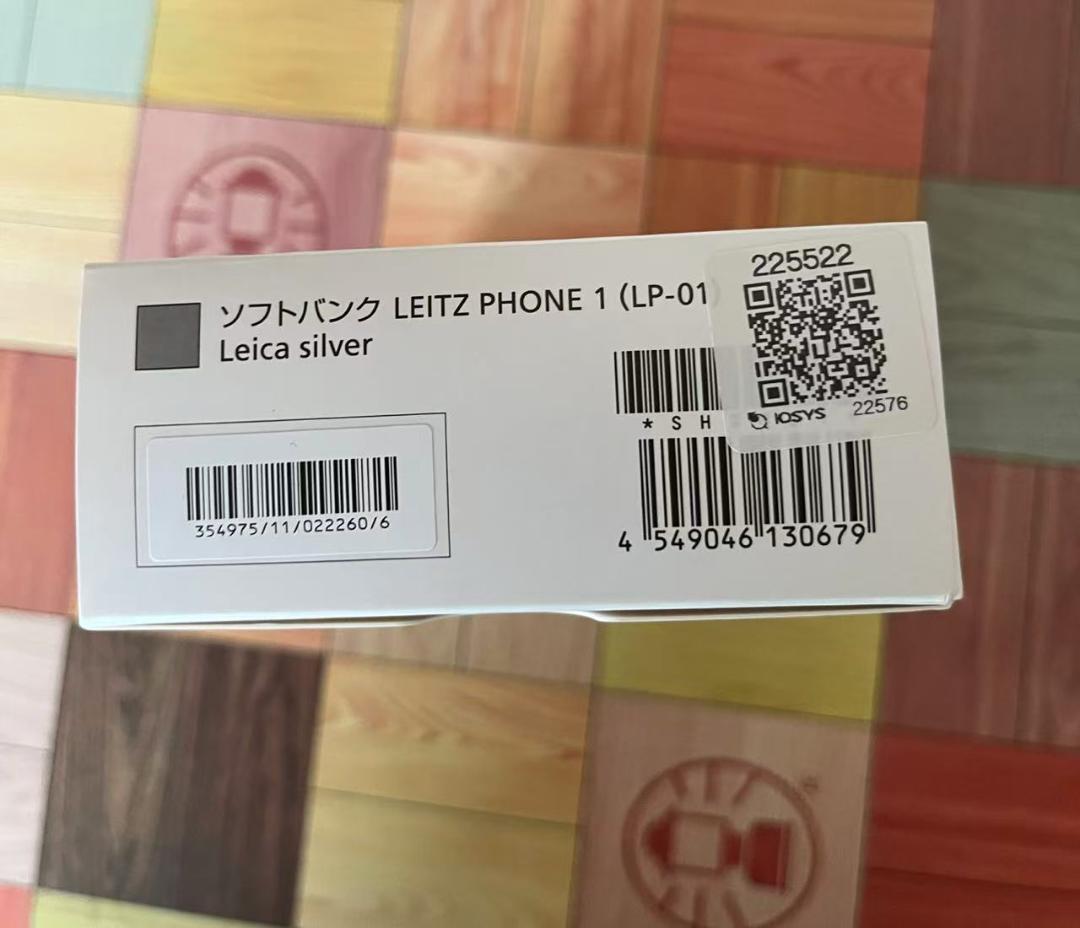 ソフトバンク LEITZ PHONE 1 (LP-01
Leica silver
225522
IOSYS 22576
* S H
354975/11/022260/6
4 549046 130679